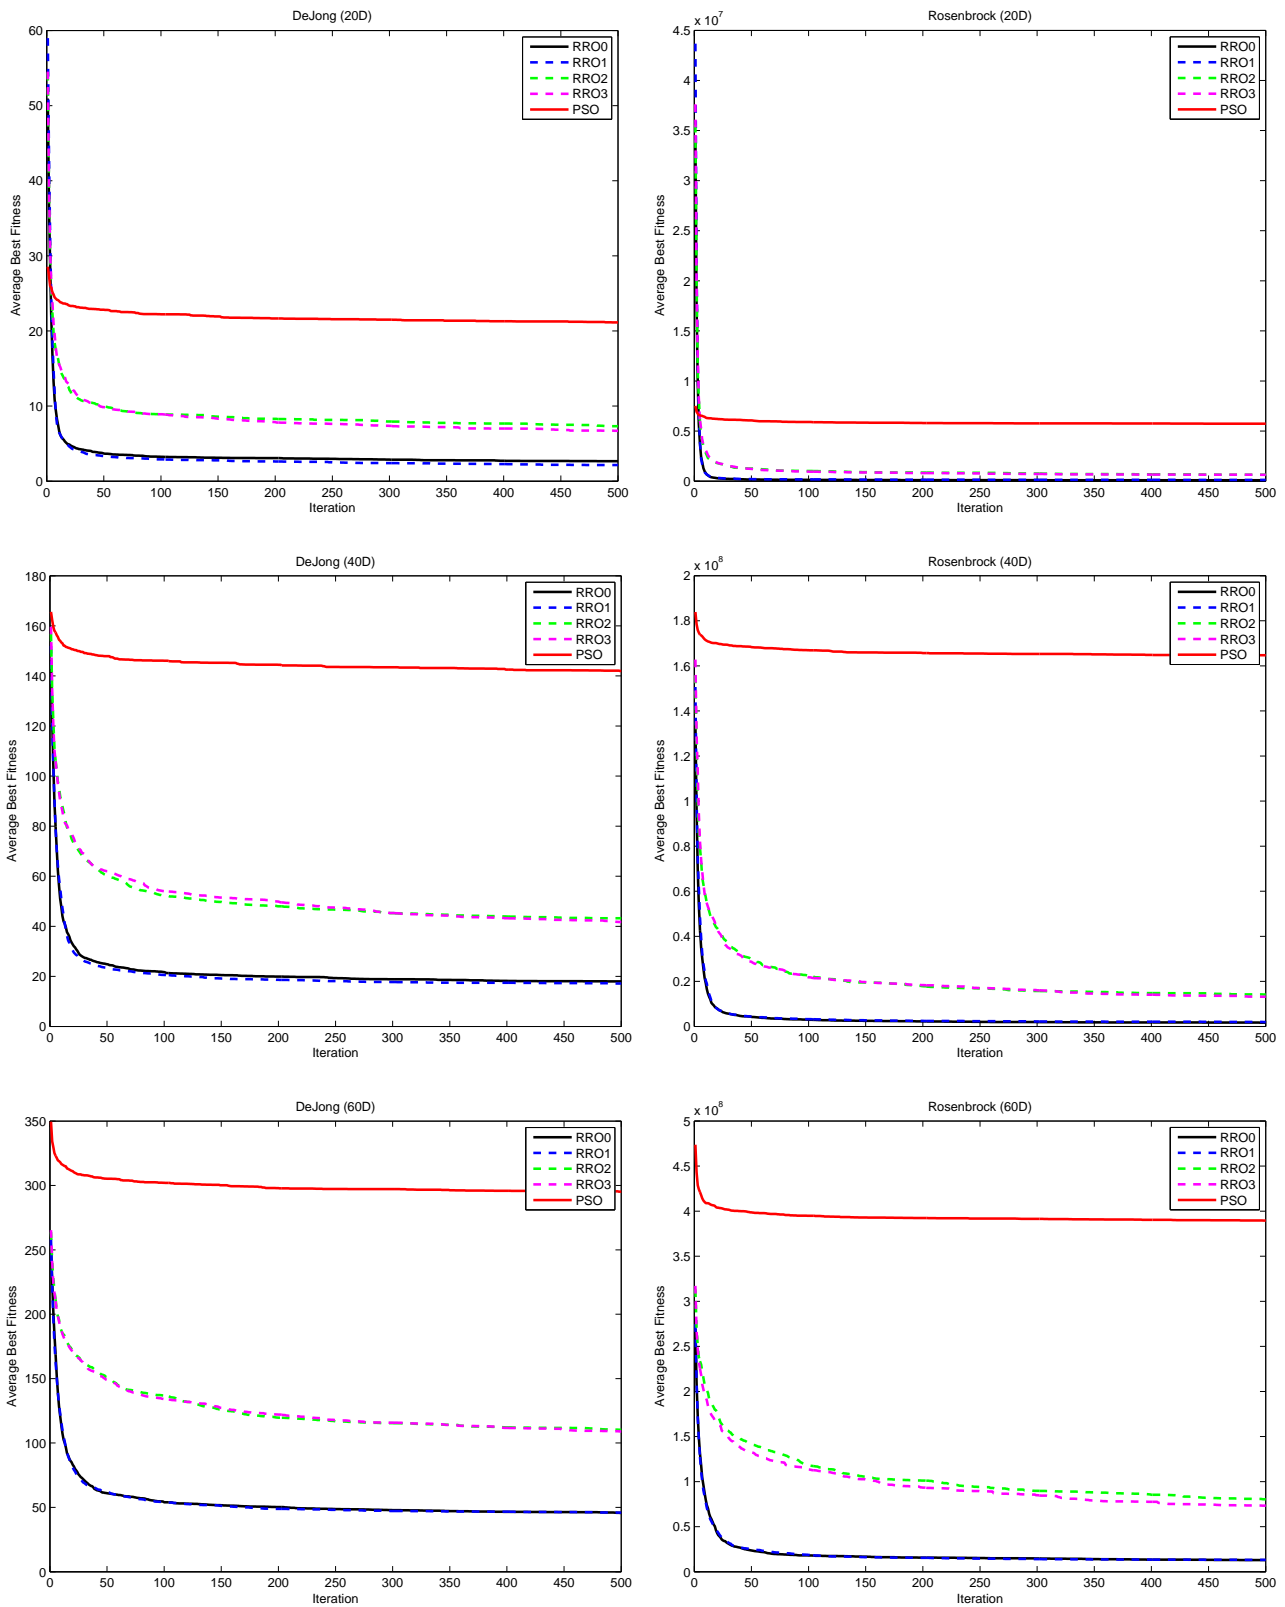 DeJong (20D)
Average Best Fitness
60
50
40
30
20
10
0
RRO0
RRO1
RRO2
RRO3
PSO
0 50 100 150 200 250 300 350 400 450 500
Iteration
Rosenbrock (20D)
x 10^7
Average Best Fitness
4.5
4
3.5
3
2.5
2
1.5
1
0.5
0
RRO0
RRO1
RRO2
RRO3
PSO
0 50 100 150 200 250 300 350 400 450 500
Iteration
DeJong (40D)
Average Best Fitness
180
160
140
120
100
80
60
40
20
0
RRO0
RRO1
RRO2
RRO3
PSO
0 50 100 150 200 250 300 350 400 450 500
Iteration
Rosenbrock (40D)
x 10^8
Average Best Fitness
2
1.8
1.6
1.4
1.2
1
0.8
0.6
0.4
0.2
0
RRO0
RRO1
RRO2
RRO3
PSO
0 50 100 150 200 250 300 350 400 450 500
Iteration
DeJong (60D)
Average Best Fitness
350
300
250
200
150
100
50
0
RRO0
RRO1
RRO2
RRO3
PSO
0 50 100 150 200 250 300 350 400 450 500
Iteration
Rosenbrock (60D)
x 10^8
Average Best Fitness
5
4.5
4
3.5
3
2.5
2
1.5
1
0.5
0
RRO0
RRO1
RRO2
RRO3
PSO
0 50 100 150 200 250 300 350 400 450 500
Iteration